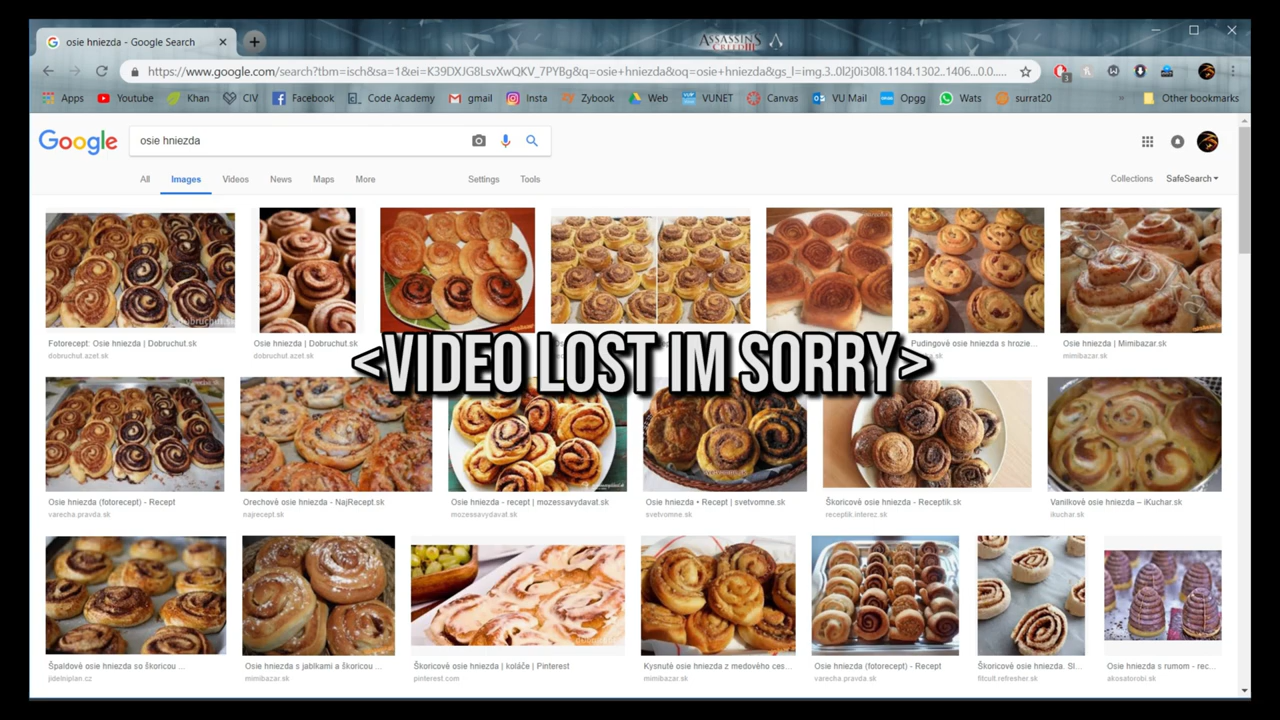 osie hniezda - Google Search
ASSASSIN'S
CREED III
https://www.google.com/search?tbm=isch&sa=1&ei=K39DXJG8LsvXwQKV_7PYBg&q=osie+hniezda&oq=osie+hniezda&gs_l=img.3..0l2j0i30l8.1184.1302..1406...0.0....
3
Apps Youtube Khan CIV Facebook Code Academy gmail Insta Zybook Web VUNET Canvas VU Mail Opgg Wats surrat20 » Other bookmarks
Google osie hniezda
All Images Videos News Maps More Settings Tools Collections SafeSearch
Fotorecept: Osie hniezda | Dobruchut.sk Osie hniezda | Dobruchut.sk Pudingové osie hniezda s hrozie... Osie hniezda | Mimibazar.sk
dobruchut.azet.sk dobruchut.azet.sk mimibazar.sk
<VIDEO LOST IM SORRY>
Osie hniezda (fotorecept) - Recept Orechové osie hniezda - NajRecept.sk Osie hniezda - recept | mozessavydavat.sk Osie hniezda • Recept | svetvomne.sk Škoricové osie hniezda - Receptik.sk Vanilkové osie hniezda – iKuchar.sk
varecha.pravda.sk najrecept.sk mozessavydavat.sk svetvomne.sk receptik.interez.sk ikuchar.sk
Špaldové osie hniezda so škoricou ... Osie hniezda s jablkami a škoricou ... Škoricové osie hniezda | koláče | Pinterest Kysnuté osie hniezda z medového ces... Osie hniezda (fotorecept) - Recept Škoricové osie hniezda. Sl... Osie hniezda s rumom - rec...
jidelniplan.cz mimibazar.sk pinterest.com mimibazar.sk varecha.pravda.sk filcult.refresher.sk akosatorobi.sk